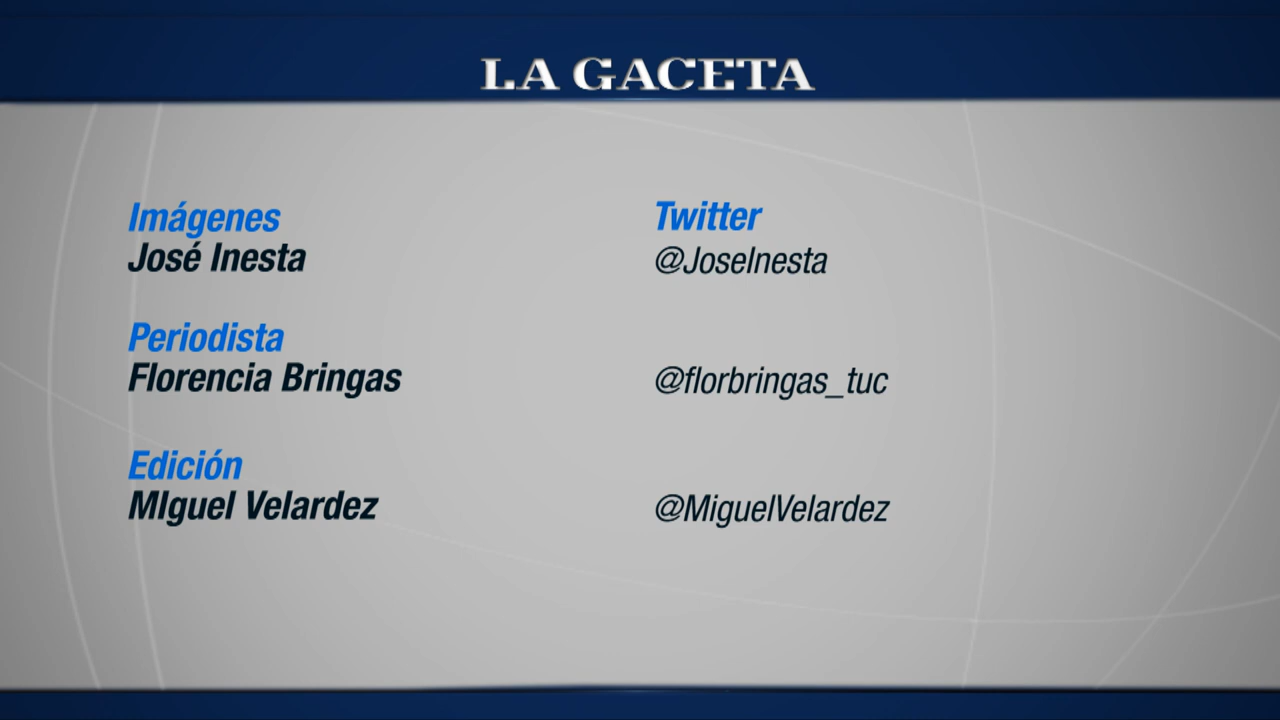 LA GACETA
Imágenes
José Inesta
Twitter
@JoseInesta
Periodista
Florencia Bringas
@florbringas_tuc
Edición
MIguel Velardez
@MiguelVelardez